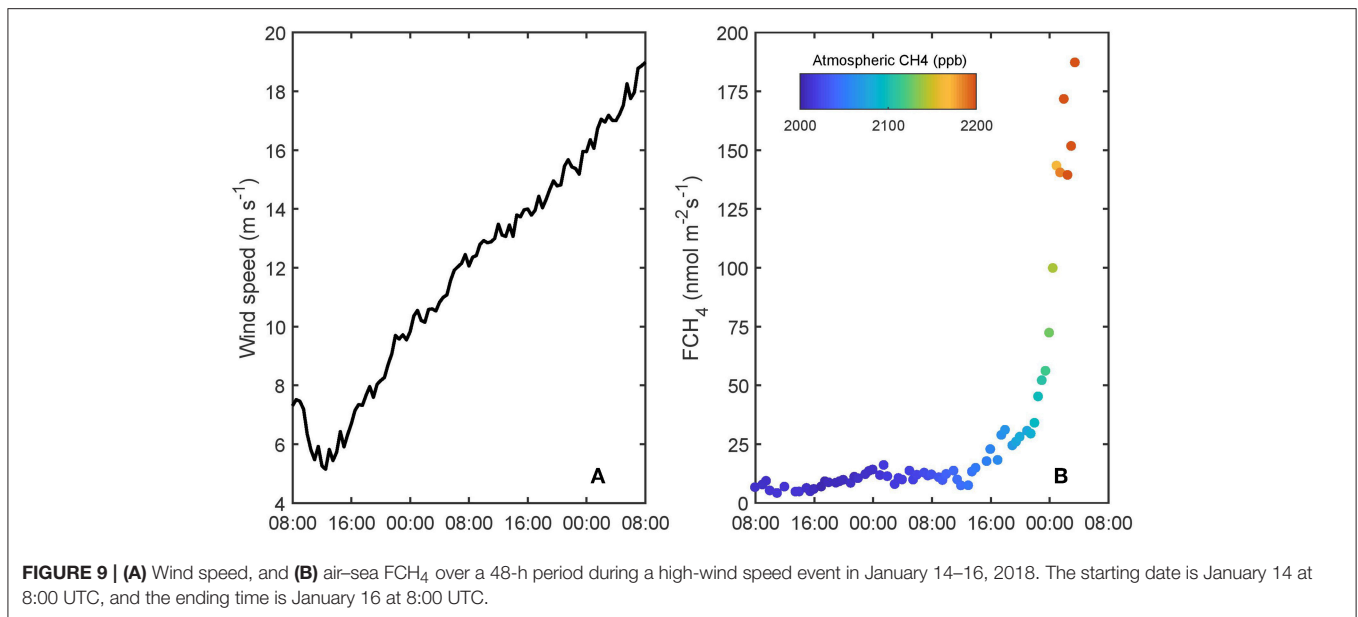 20
18
16
14
12
10
8
6
4
Wind speed (m s⁻¹)
08:00 16:00 00:00 08:00 16:00 00:00 08:00
A
200
175
150
125
100
75
50
25
0
FCH₄ (nmol m⁻²s⁻¹)
Atmospheric CH4 (ppb)
2000 2100 2200
08:00 16:00 00:00 08:00 16:00 00:00 08:00
B
FIGURE 9 | (A) Wind speed, and (B) air–sea FCH₄ over a 48-h period during a high-wind speed event in January 14–16, 2018. The starting date is January 14 at
8:00 UTC, and the ending time is January 16 at 8:00 UTC.